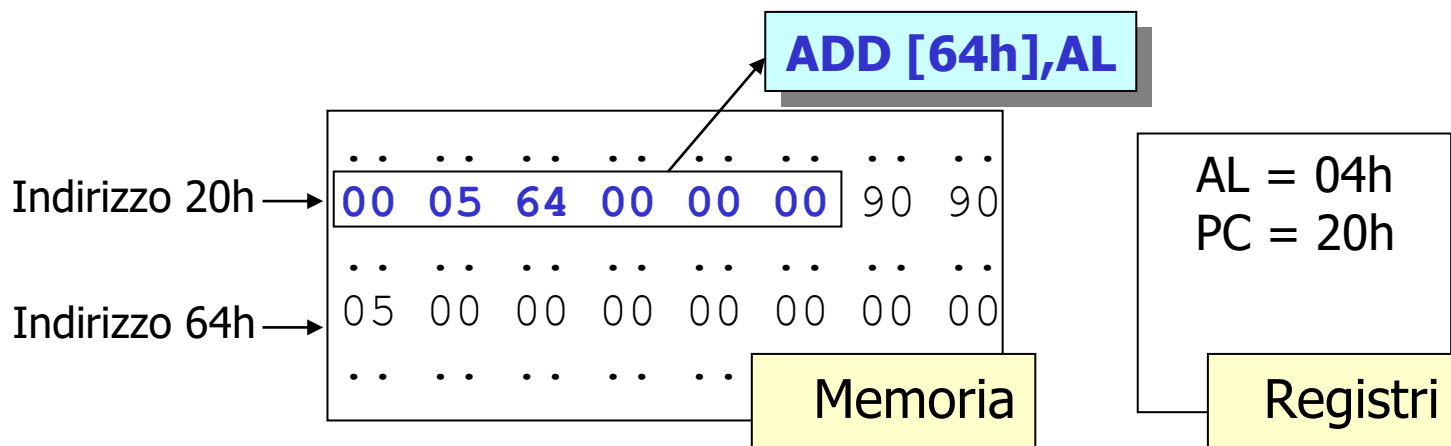 ADD [64h],AL
.. .. .. .. .. .. .. ..
Indirizzo 20h
00 05 64 00 00 00 90 90
.. .. .. .. .. .. .. ..
Indirizzo 64h
05 00 00 00 00 00 00 00
.. .. .. .. ..
Memoria
AL = 04h
PC = 20h
Registri